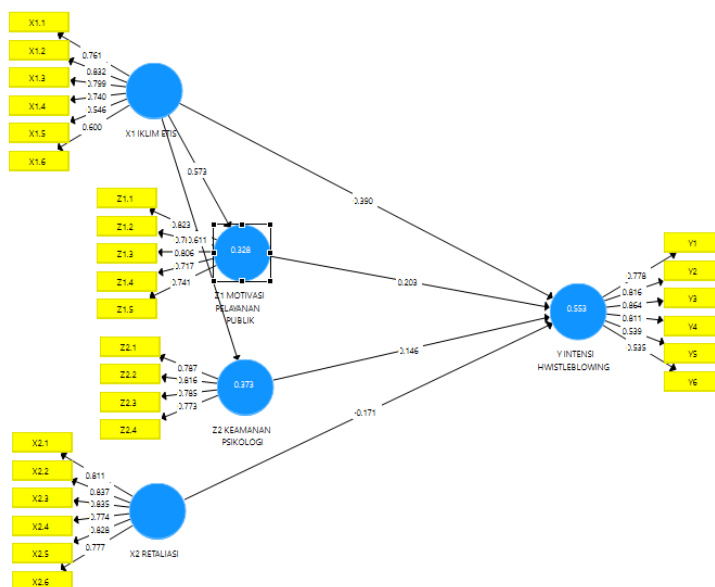 X1.1
X1.2
X1.3
X1.4
X1.5
X1.6
0.761
0.832
0.799
0.740
0.546
0.600
X1 IKLIM ETIS
0.573
0.390
Z1.1
Z1.2
Z1.3
Z1.4
Z1.5
0.823
0.611
0.806
0.717
0.741
0.328
Z1 MOTIVASI
PELAYANAN
PUBLIK
0.203
Z2.1
Z2.2
Z2.3
Z2.4
0.787
0.816
0.785
0.773
0.373
Z2 KEAMANAN
PSIKOLOGI
0.146
-0.171
X2.1
X2.2
X2.3
X2.4
X2.5
X2.6
0.811
0.837
0.835
0.774
0.828
0.777
X2 RETALIASI
0.553
Y INTENSI
HWISTLEBLOWING
0.778
0.816
0.864
0.811
0.539
0.535
Y1
Y2
Y3
Y4
Y5
Y6